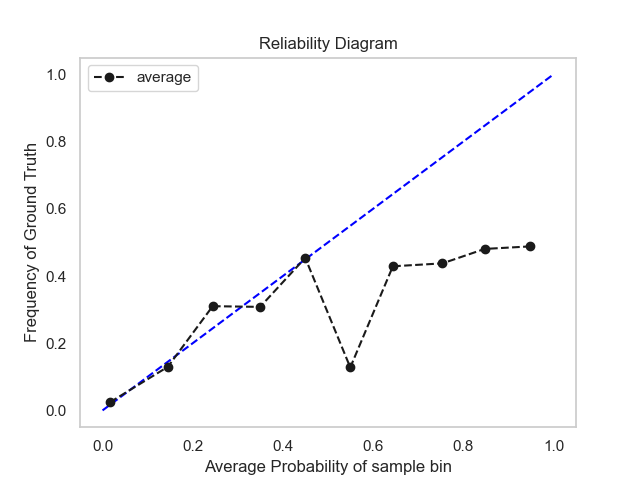 Reliability Diagram
average
Frequency of Ground Truth
1.0
0.8
0.6
0.4
0.2
0.0
0.0 0.2 0.4 0.6 0.8 1.0
Average Probability of sample bin